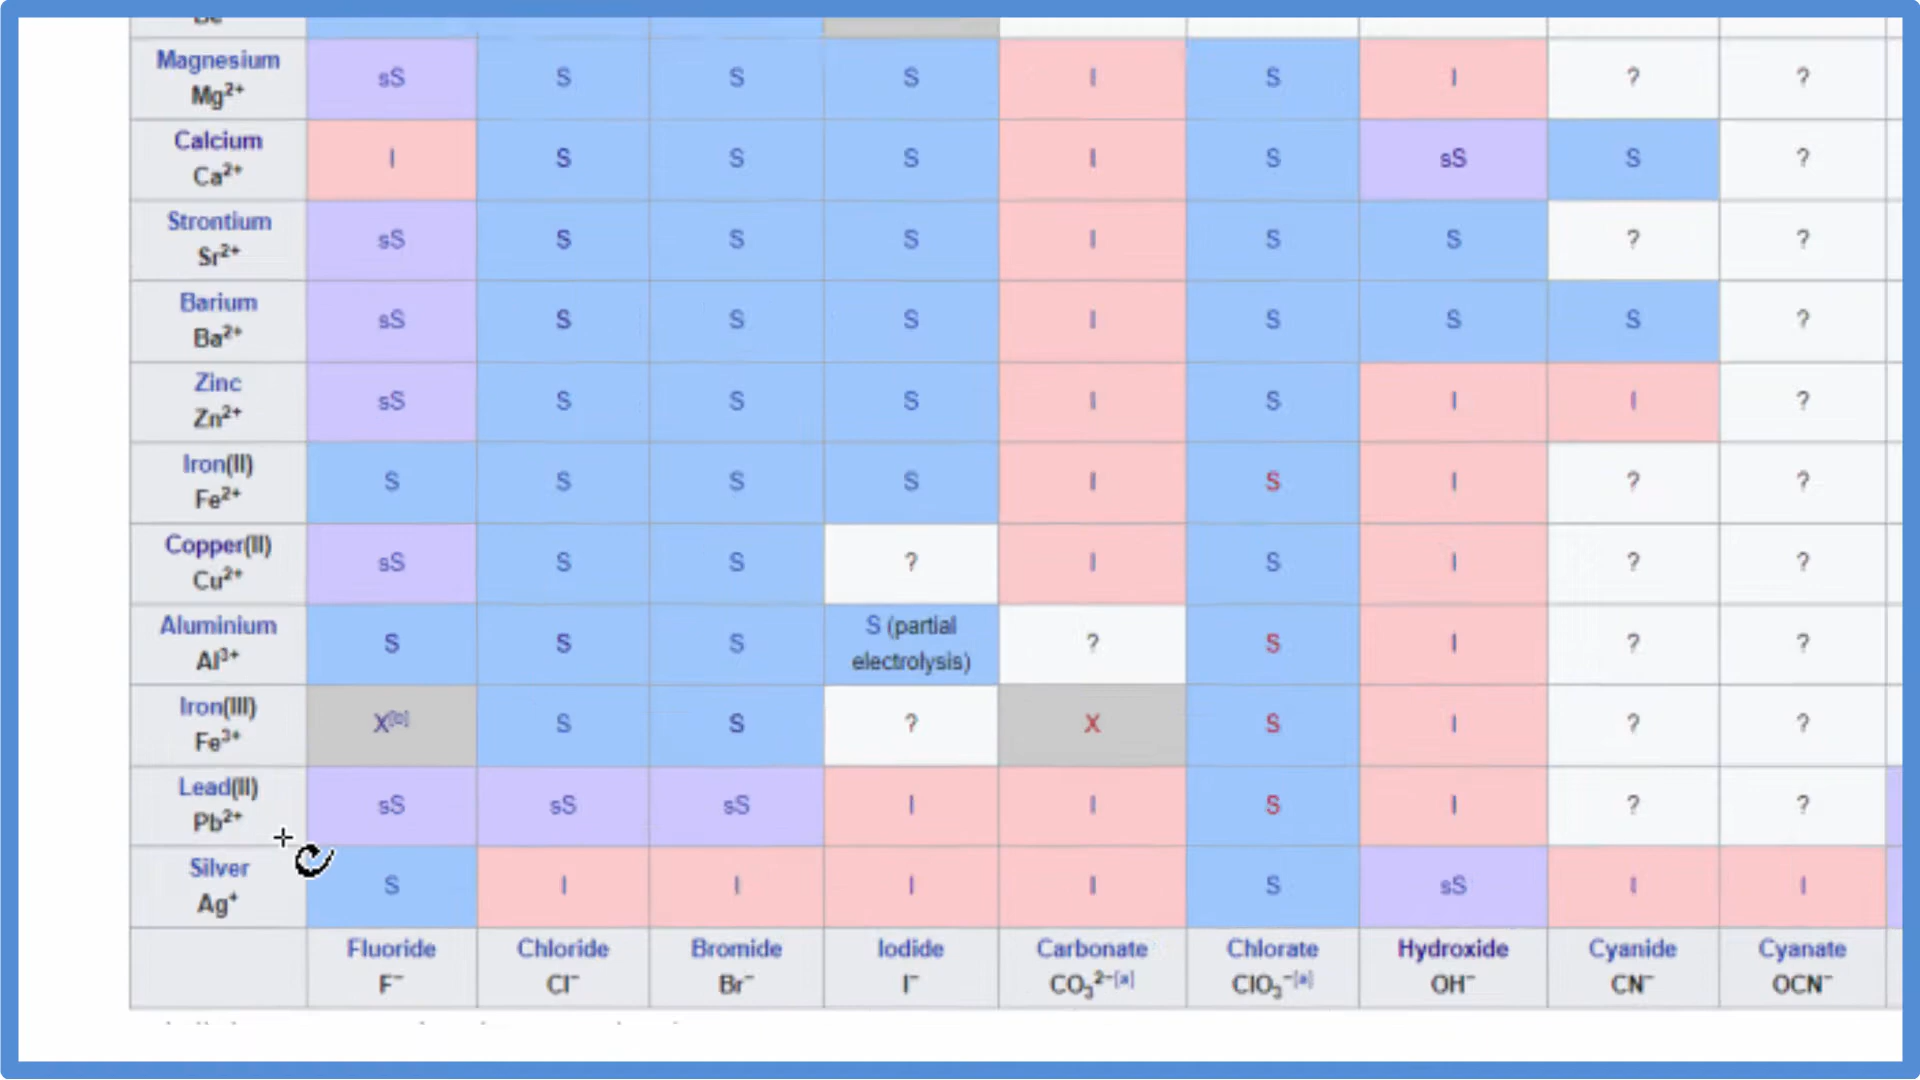 Be
Magnesium
Mg²⁺ sS S S S I S I ? ?
Calcium
Ca²⁺ I S S S I S sS S ?
Strontium
Sr²⁺ sS S S S I S S ? ?
Barium
Ba²⁺ sS S S S I S S S ?
Zinc
Zn²⁺ sS S S S I S I I ?
Iron(II)
Fe²⁺ S S S S I S I ? ?
Copper(II)
Cu²⁺ sS S S ? I S I ? ?
Aluminium
Al³⁺ S S S S (partial electrolysis) ? S I ? ?
Iron(III)
Fe³⁺ X[b] S S ? X S I ? ?
Lead(II)
Pb²⁺ sS sS sS I I S I ? ?
Silver
Ag⁺ S I I I I S sS I I
Fluoride Chloride Bromide Iodide Carbonate Chlorate Hydroxide Cyanide Cyanate
F⁻ Cl⁻ Br⁻ I⁻ CO₃²⁻[a] ClO₃⁻[a] OH⁻ CN⁻ OCN⁻